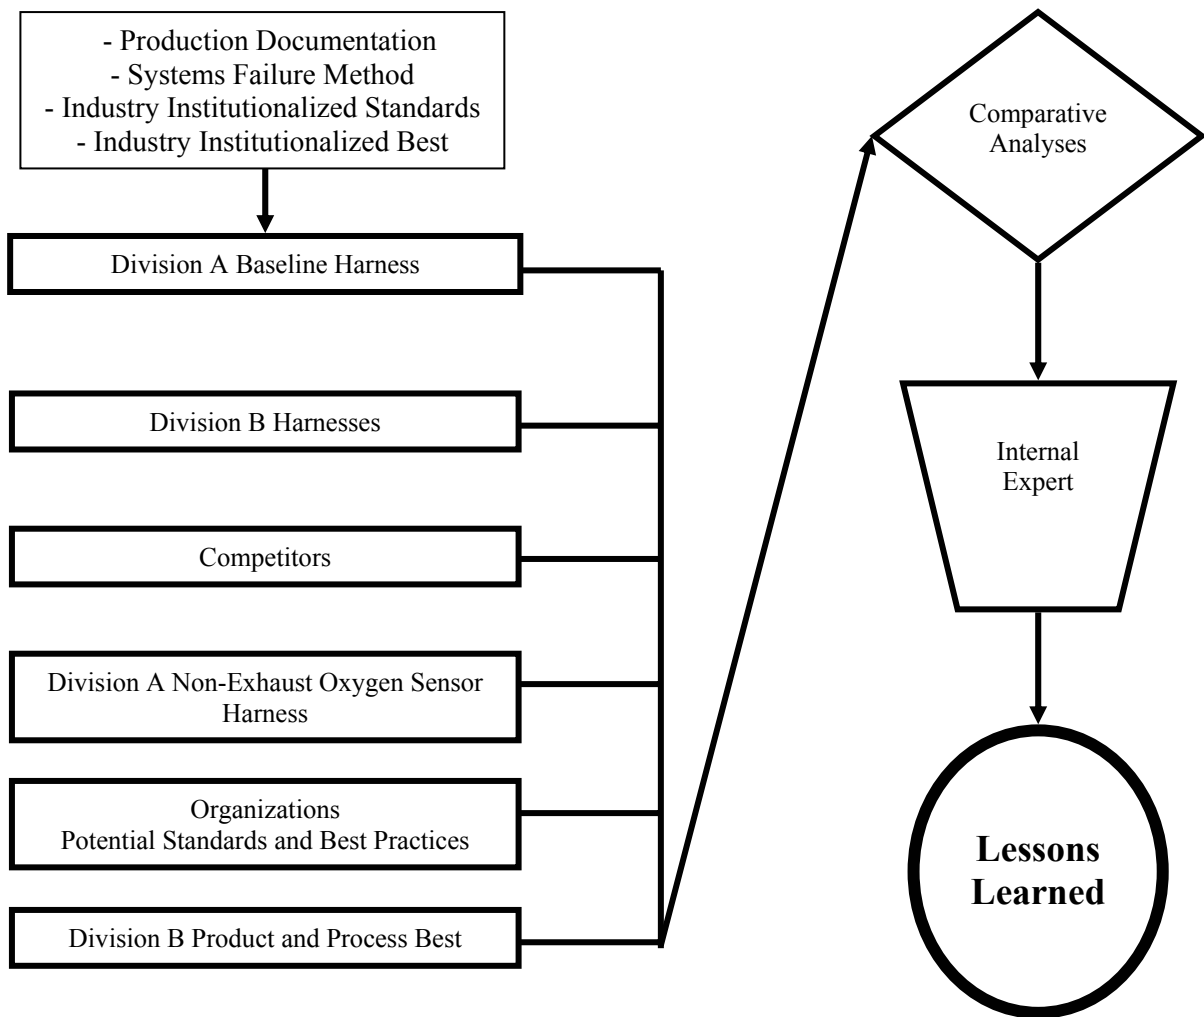 - Production Documentation
- Systems Failure Method
- Industry Institutionalized Standards
- Industry Institutionalized Best
Division A Baseline Harness
Division B Harnesses
Competitors
Division A Non-Exhaust Oxygen Sensor
Harness
Organizations
Potential Standards and Best Practices
Division B Product and Process Best
Comparative
Analyses
Internal
Expert
Lessons
Learned